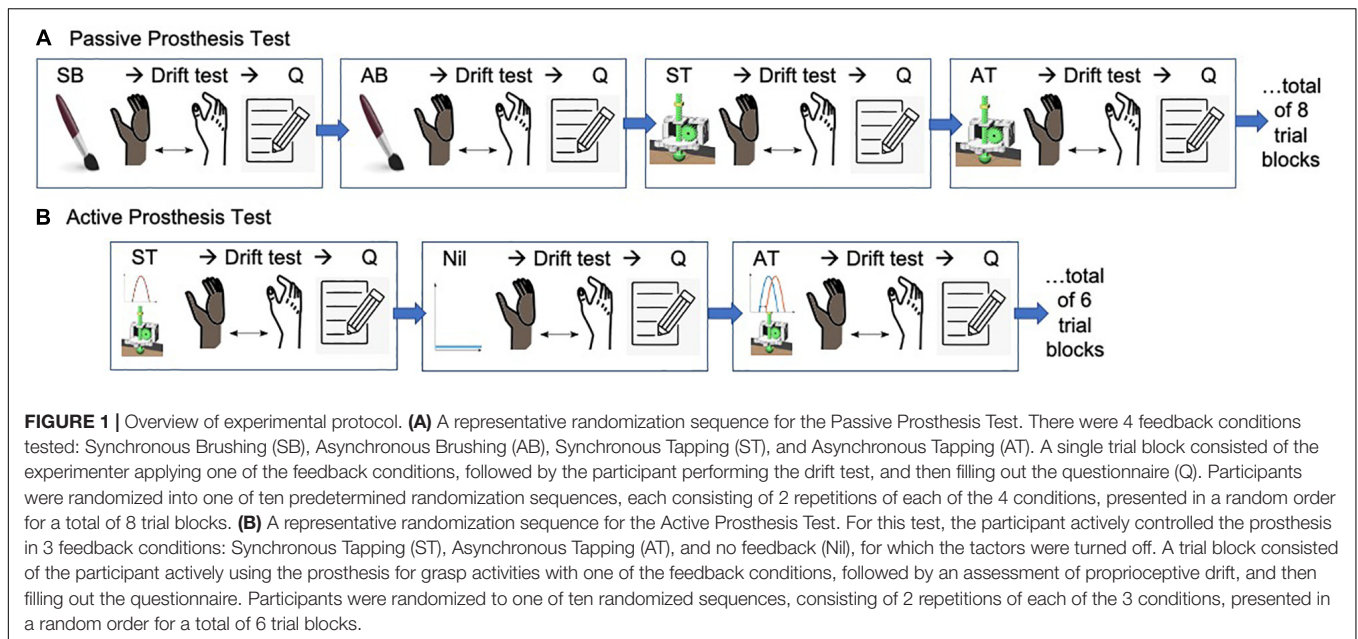 A Passive Prosthesis Test
SB → Drift test → Q
AB → Drift test → Q
ST → Drift test → Q
AT → Drift test → Q
...total
of 8
trial
blocks
B Active Prosthesis Test
ST → Drift test → Q
Nil → Drift test → Q
AT → Drift test → Q
...total
of 6
trial
blocks
FIGURE 1 | Overview of experimental protocol. (A) A representative randomization sequence for the Passive Prosthesis Test. There were 4 feedback conditions
tested: Synchronous Brushing (SB), Asynchronous Brushing (AB), Synchronous Tapping (ST), and Asynchronous Tapping (AT). A single trial block consisted of the
experimenter applying one of the feedback conditions, followed by the participant performing the drift test, and then filling out the questionnaire (Q). Participants
were randomized into one of ten predetermined randomization sequences, each consisting of 2 repetitions of each of the 4 conditions, presented in a random order
for a total of 8 trial blocks. (B) A representative randomization sequence for the Active Prosthesis Test. For this test, the participant actively controlled the prosthesis
in 3 feedback conditions: Synchronous Tapping (ST), Asynchronous Tapping (AT), and no feedback (Nil), for which the tactors were turned off. A trial block consisted
of the participant actively using the prosthesis for grasp activities with one of the feedback conditions, followed by an assessment of proprioceptive drift, and then
filling out the questionnaire. Participants were randomized to one of ten randomized sequences, consisting of 2 repetitions of each of the 3 conditions, presented in
a random order for a total of 6 trial blocks.